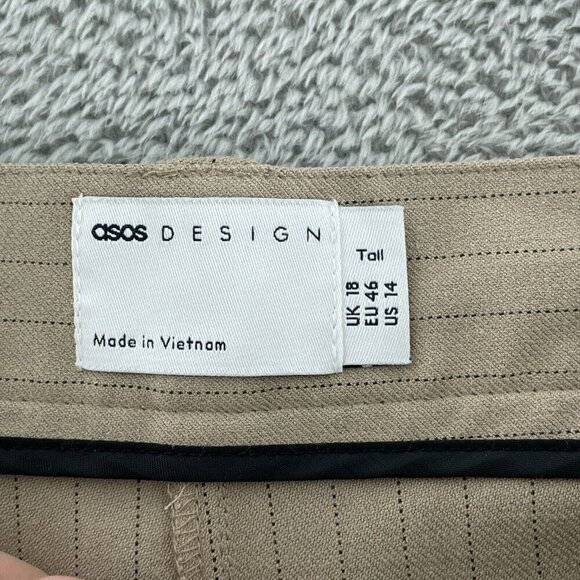 asos DESIGN
Made in Vietnam
Tall
UK 18
EU 46
US 14